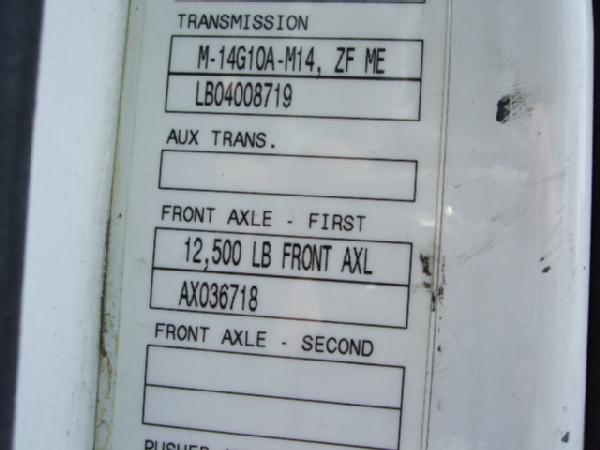 TRANSMISSION
M-14G10A-M14, ZF ME
LB04008719
AUX TRANS.
FRONT AXLE - FIRST
12,500 LB FRONT AXL
AX036718
FRONT AXLE - SECOND
PUSHER